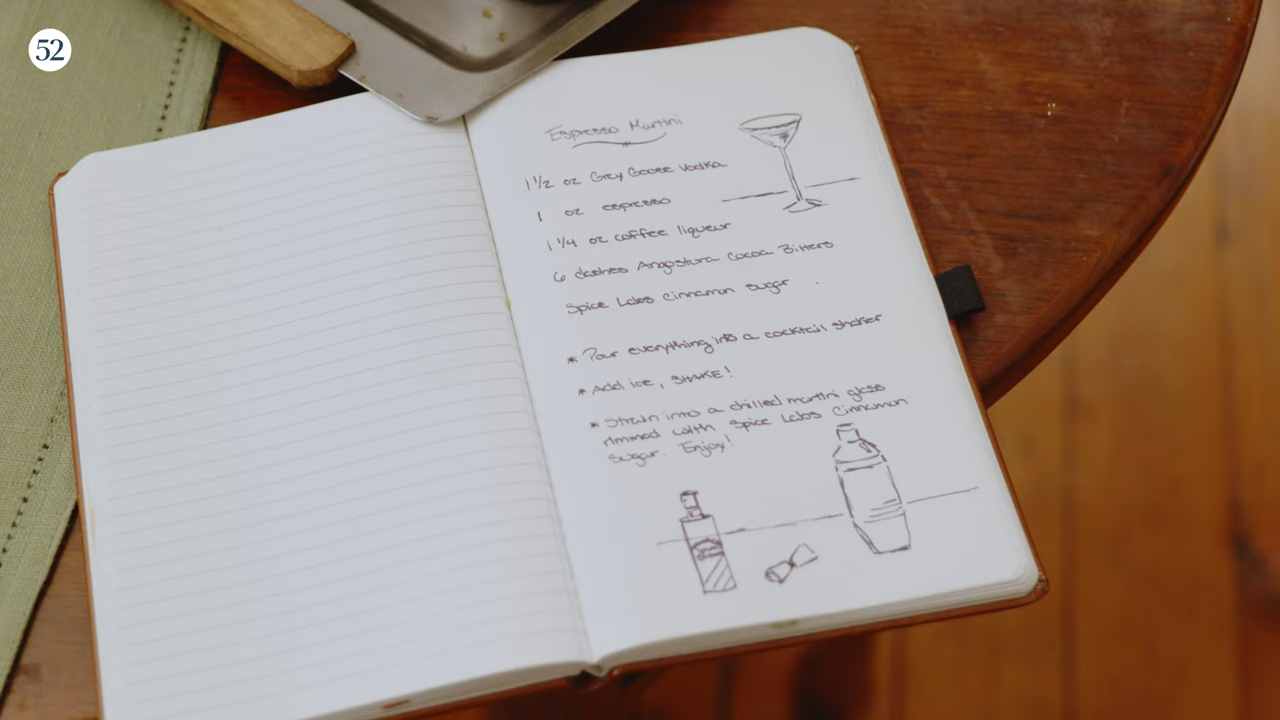 52
Espresso Martini
1 1/2 oz Grey Goose Vodka
1 oz espresso
1 1/4 oz coffee liqueur
6 dashes Angostura Cocoa Bitters
Spice Labs Cinnamon sugar
* Pour everything into a cocktail shaker
* Add ice, SHAKE!
* Strain into a chilled martini glass
rimmed with Spice Labs Cinnamon
sugar. Enjoy!